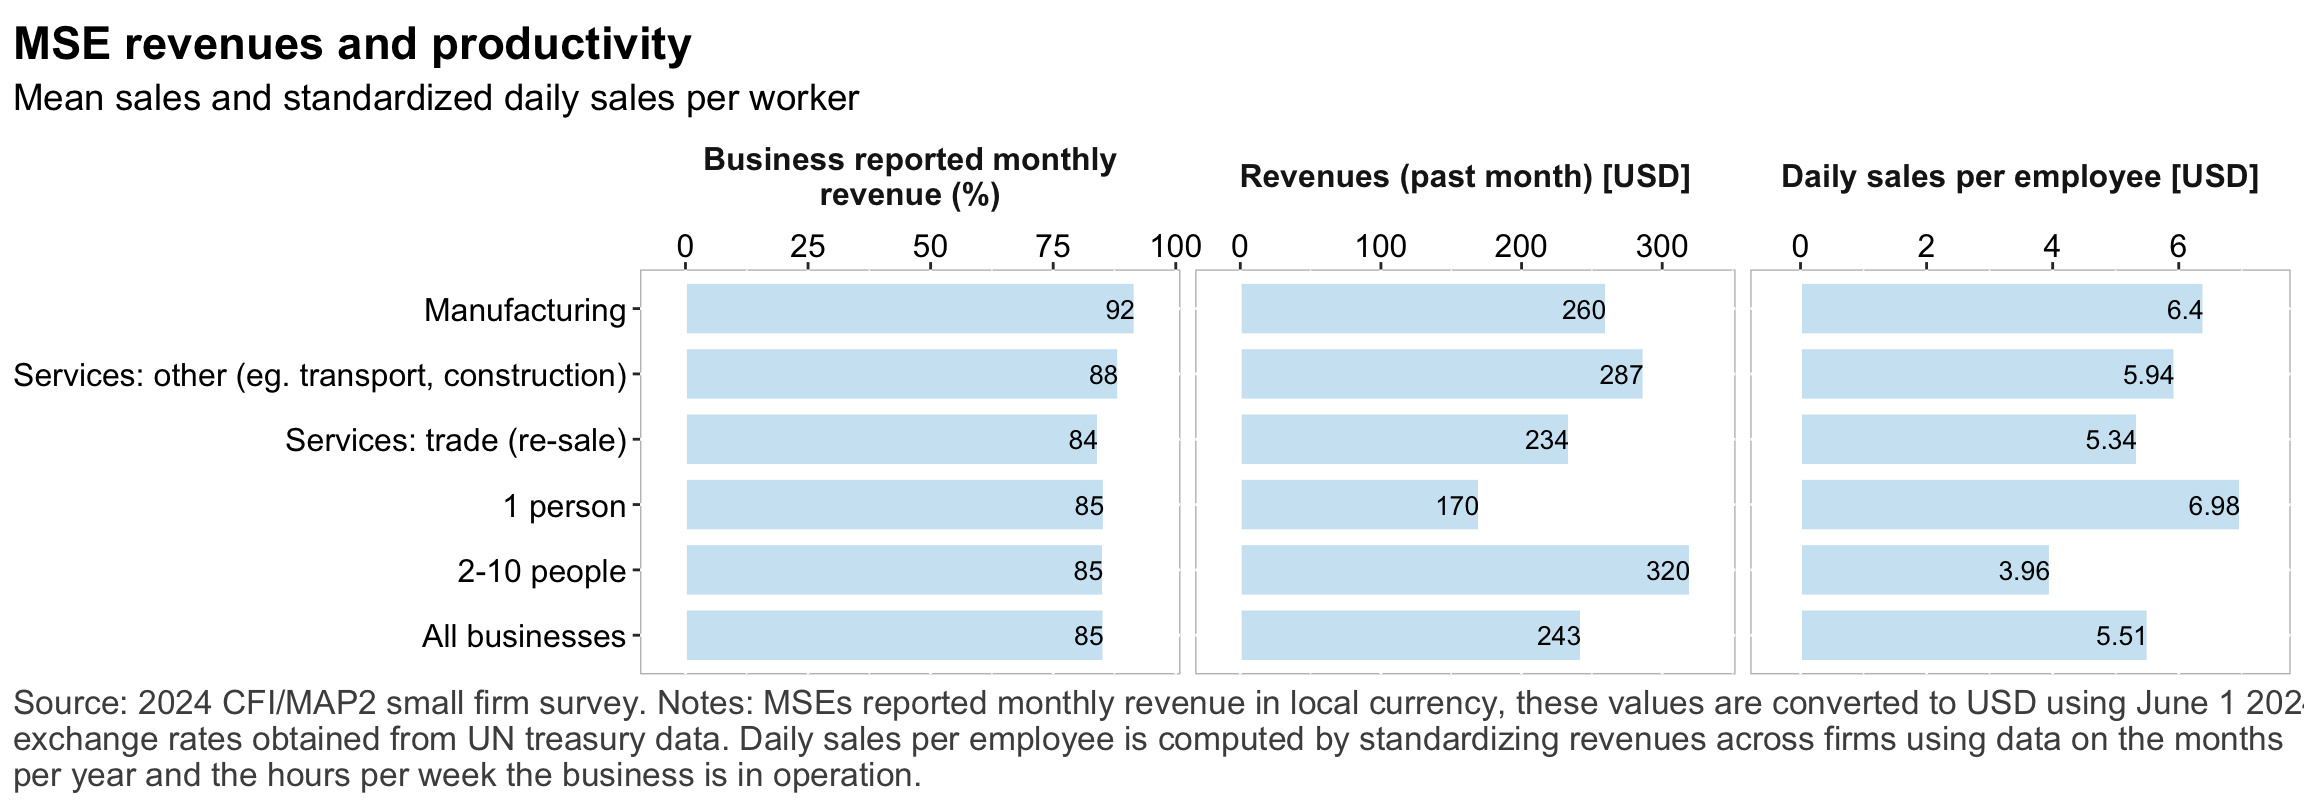 MSE revenues and productivity
Mean sales and standardized daily sales per worker
Business reported monthly
revenue (%)
Revenues (past month) [USD]
Daily sales per employee [USD]
0 25 50 75 100 0 100 200 300 0 2 4 6
Manufacturing 92 260 6.4
Services: other (eg. transport, construction) 88 287 5.94
Services: trade (re-sale) 84 234 5.34
1 person 85 170 6.98
2-10 people 85 320 3.96
All businesses 85 243 5.51
Source: 2024 CFI/MAP2 small firm survey. Notes: MSEs reported monthly revenue in local currency, these values are converted to USD using June 1 2024
exchange rates obtained from UN treasury data. Daily sales per employee is computed by standardizing revenues across firms using data on the months
per year and the hours per week the business is in operation.